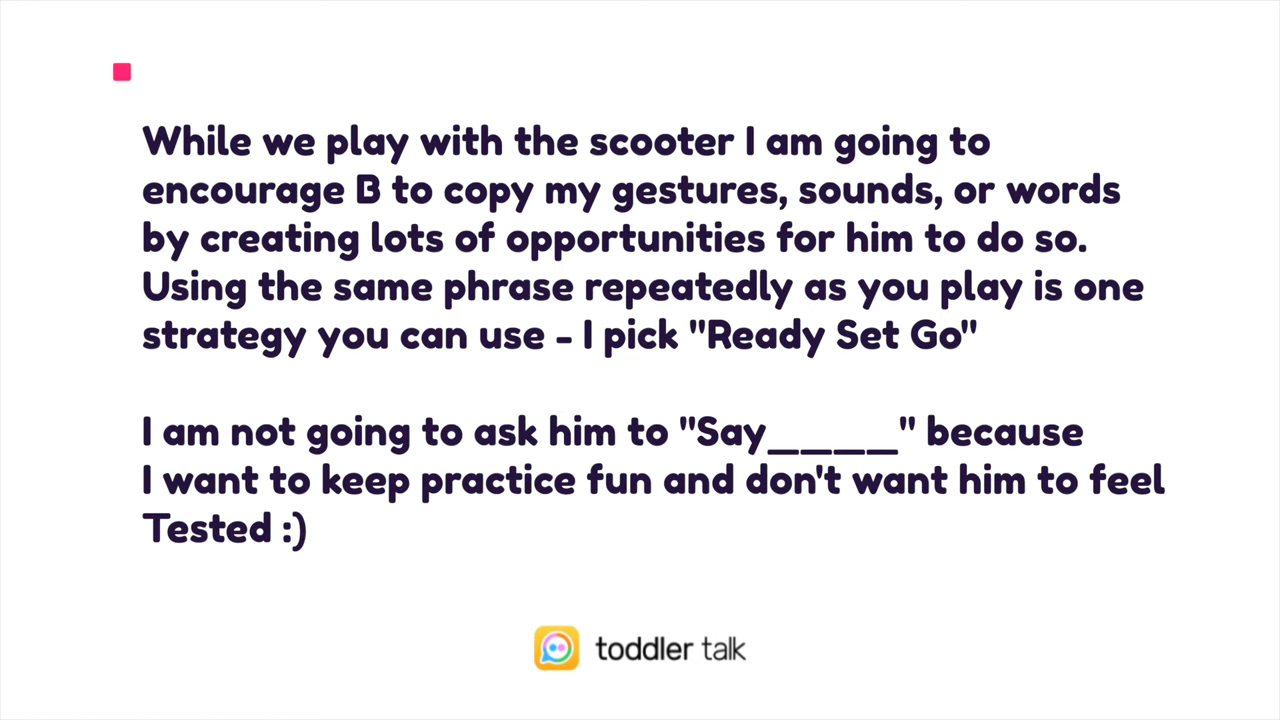 While we play with the scooter I am going to
encourage B to copy my gestures, sounds, or words
by creating lots of opportunities for him to do so.
Using the same phrase repeatedly as you play is one
strategy you can use - I pick "Ready Set Go"
I am not going to ask him to "Say____" because
I want to keep practice fun and don't want him to feel
Tested :)
toddler talk